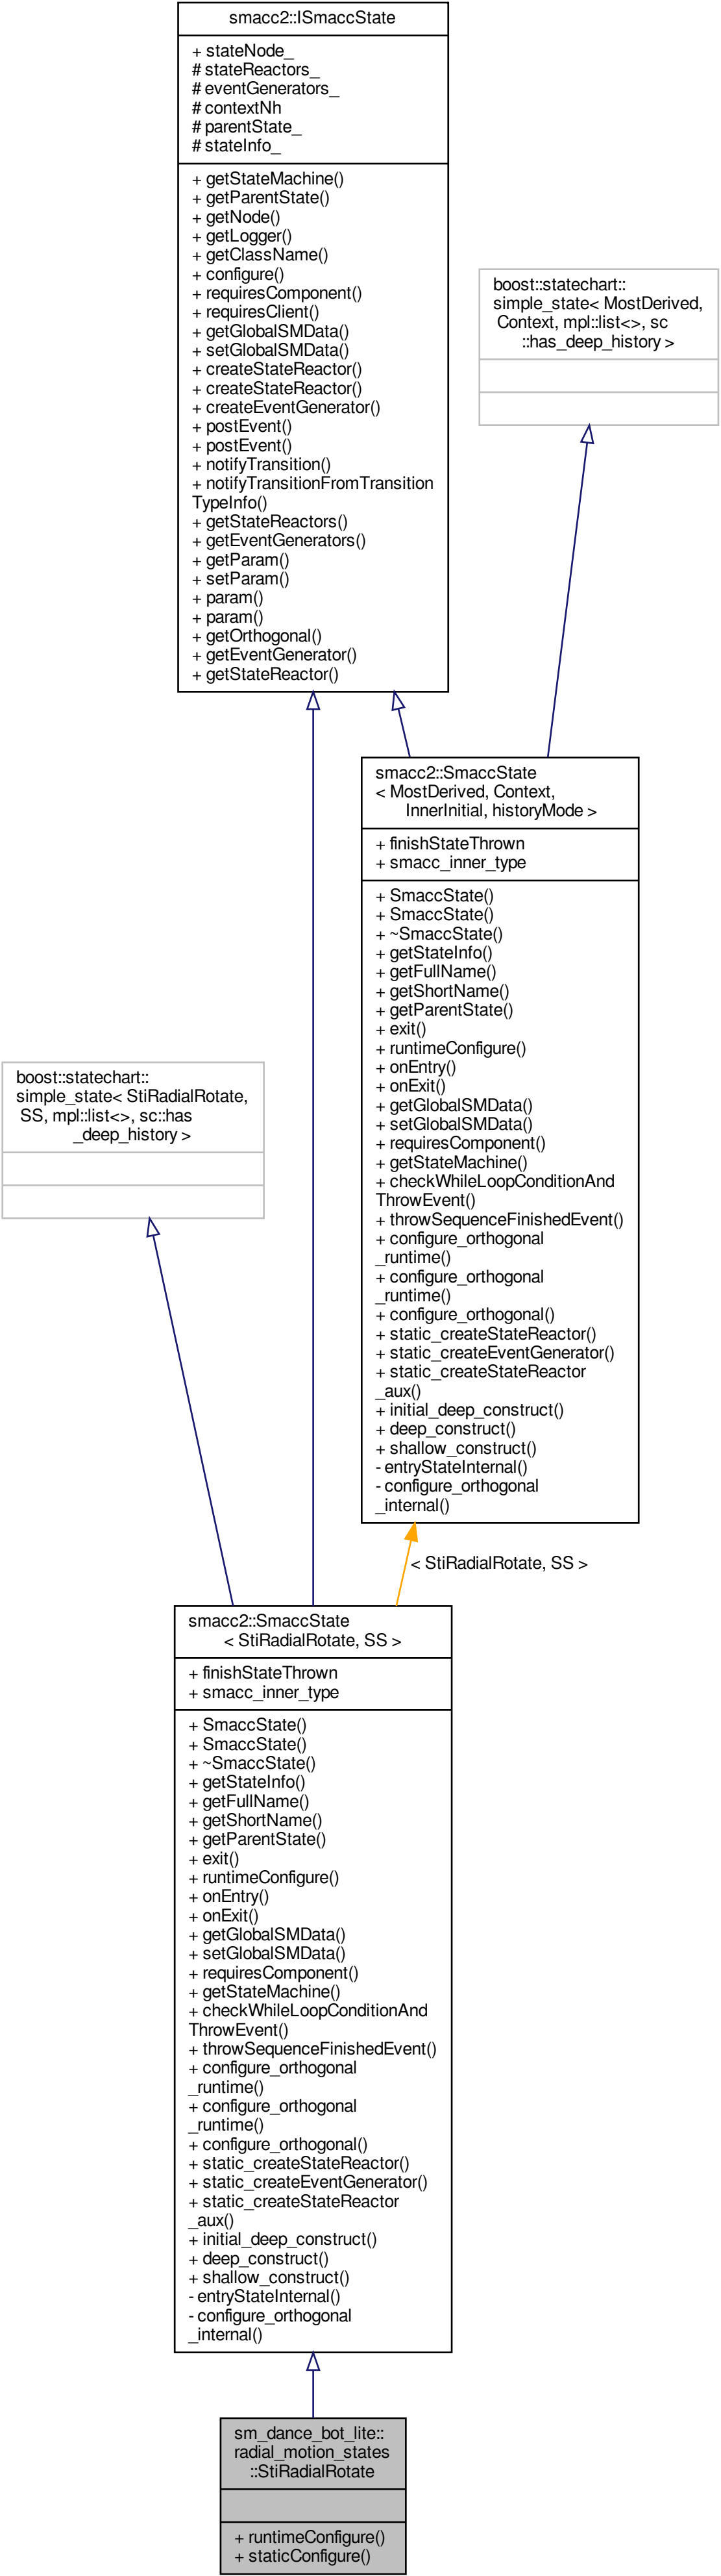 smacc2::ISmaccState
+ stateNode_
# stateReactors_
# eventGenerators_
# contextNh
# parentState_
# stateInfo_
+ getStateMachine()
+ getParentState()
+ getNode()
+ getLogger()
+ getClassName()
+ configure()
+ requiresComponent()
+ requiresClient()
+ getGlobalSMData()
+ setGlobalSMData()
+ createStateReactor()
+ createStateReactor()
+ createEventGenerator()
+ postEvent()
+ postEvent()
+ notifyTransition()
+ notifyTransitionFromTransition
TypeInfo()
+ getStateReactors()
+ getEventGenerators()
+ getParam()
+ setParam()
+ param()
+ param()
+ getOrthogonal()
+ getEventGenerator()
+ getStateReactor()
boost::statechart::
simple_state< MostDerived,
Context, mpl::list<>, sc
::has_deep_history >
smacc2::SmaccState
< MostDerived, Context,
InnerInitial, historyMode >
+ finishStateThrown
+ smacc_inner_type
+ SmaccState()
+ SmaccState()
+ ~SmaccState()
+ getStateInfo()
+ getFullName()
+ getShortName()
+ getParentState()
+ exit()
+ runtimeConfigure()
+ onEntry()
+ onExit()
+ getGlobalSMData()
+ setGlobalSMData()
+ requiresComponent()
+ getStateMachine()
+ checkWhileLoopConditionAnd
ThrowEvent()
+ throwSequenceFinishedEvent()
+ configure_orthogonal
_runtime()
+ configure_orthogonal
_runtime()
+ configure_orthogonal()
+ static_createStateReactor()
+ static_createEventGenerator()
+ static_createStateReactor
_aux()
+ initial_deep_construct()
+ deep_construct()
+ shallow_construct()
- entryStateInternal()
- configure_orthogonal
_internal()
boost::statechart::
simple_state< StiRadialRotate,
SS, mpl::list<>, sc::has
_deep_history >
< StiRadialRotate, SS >
smacc2::SmaccState
< StiRadialRotate, SS >
+ finishStateThrown
+ smacc_inner_type
+ SmaccState()
+ SmaccState()
+ ~SmaccState()
+ getStateInfo()
+ getFullName()
+ getShortName()
+ getParentState()
+ exit()
+ runtimeConfigure()
+ onEntry()
+ onExit()
+ getGlobalSMData()
+ setGlobalSMData()
+ requiresComponent()
+ getStateMachine()
+ checkWhileLoopConditionAnd
ThrowEvent()
+ throwSequenceFinishedEvent()
+ configure_orthogonal
_runtime()
+ configure_orthogonal
_runtime()
+ configure_orthogonal()
+ static_createStateReactor()
+ static_createEventGenerator()
+ static_createStateReactor
_aux()
+ initial_deep_construct()
+ deep_construct()
+ shallow_construct()
- entryStateInternal()
- configure_orthogonal
_internal()
sm_dance_bot_lite::
radial_motion_states
::StiRadialRotate
+ runtimeConfigure()
+ staticConfigure()